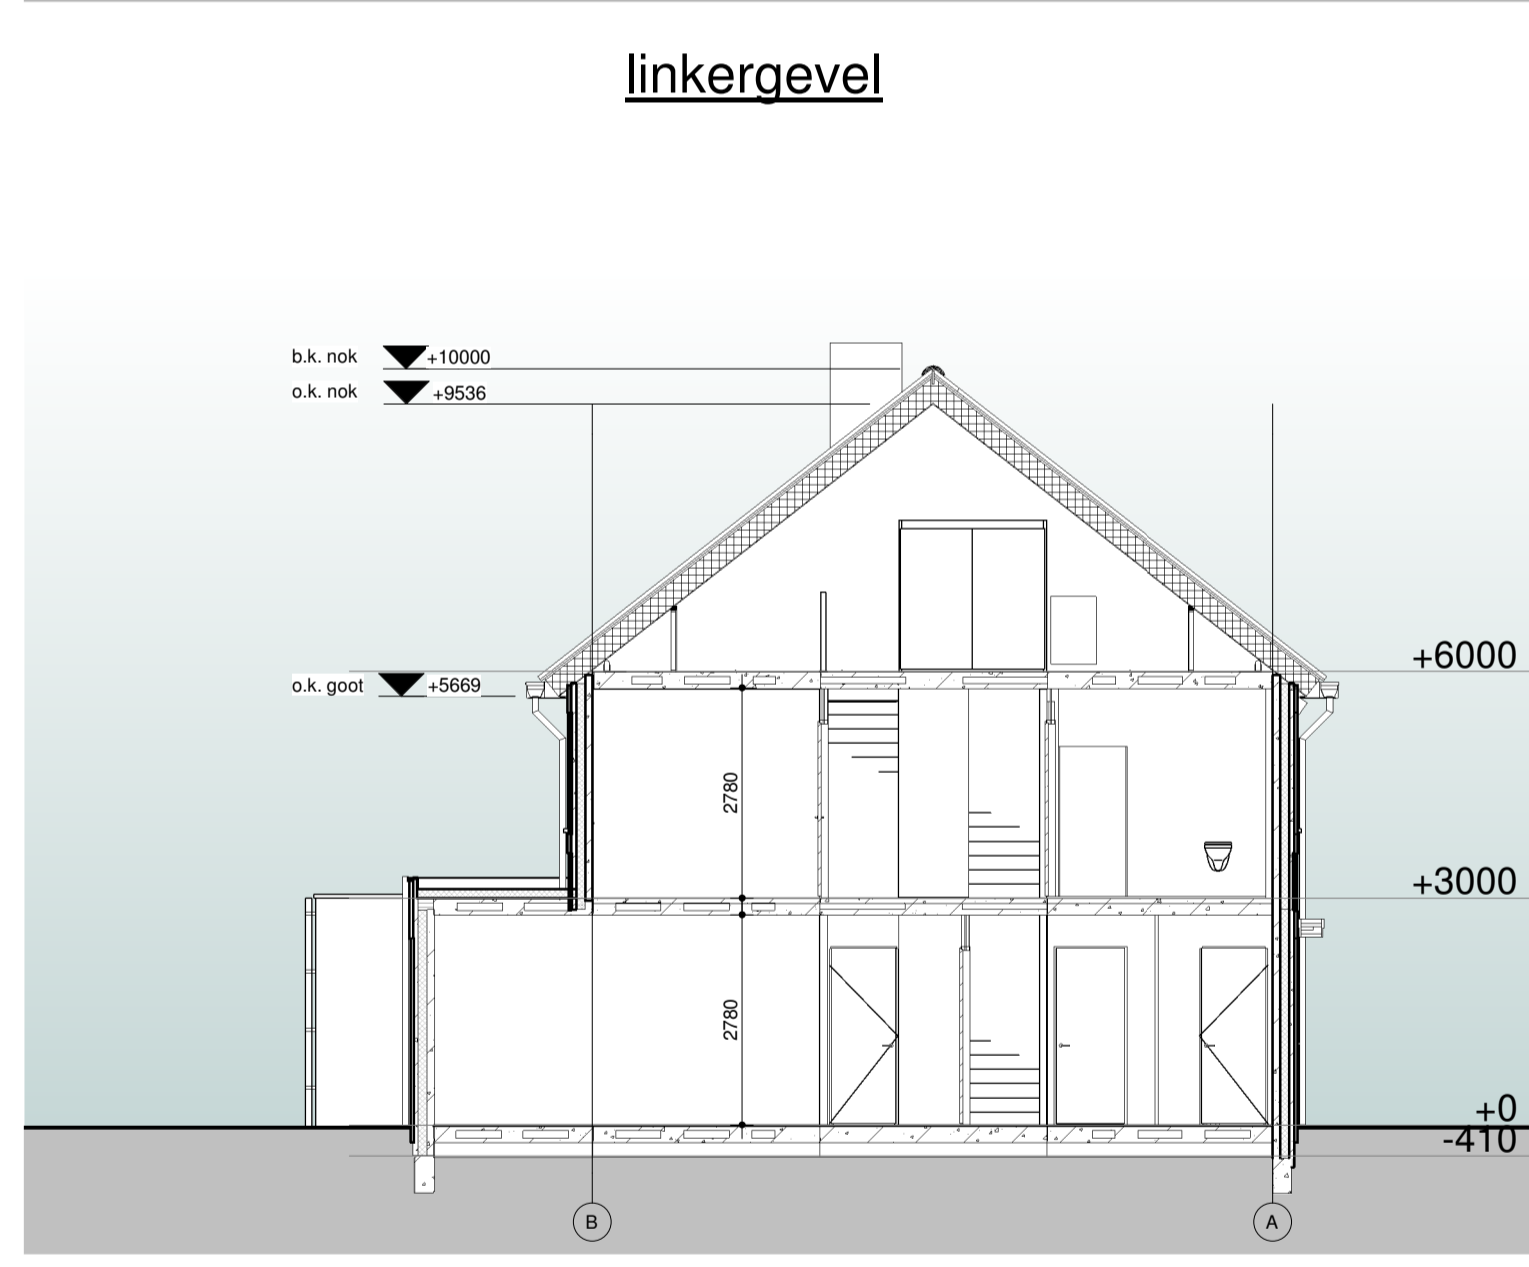 linkergevel
b.k. nok +10000
o.k. nok +9536
+6000
o.k. goot +5669
2780
+3000
2780
+0
-410
B
A